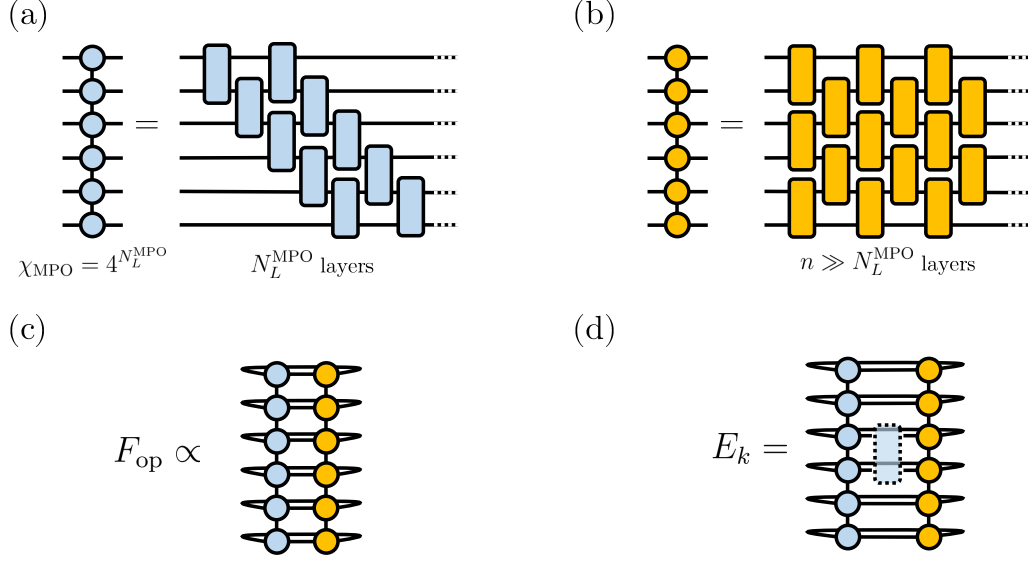 (a)
(b)
=
=
χ_MPO = 4^{N_L^MPO}
N_L^MPO layers
n ≫ N_L^MPO layers
(c)
(d)
F_op ∝
E_k =